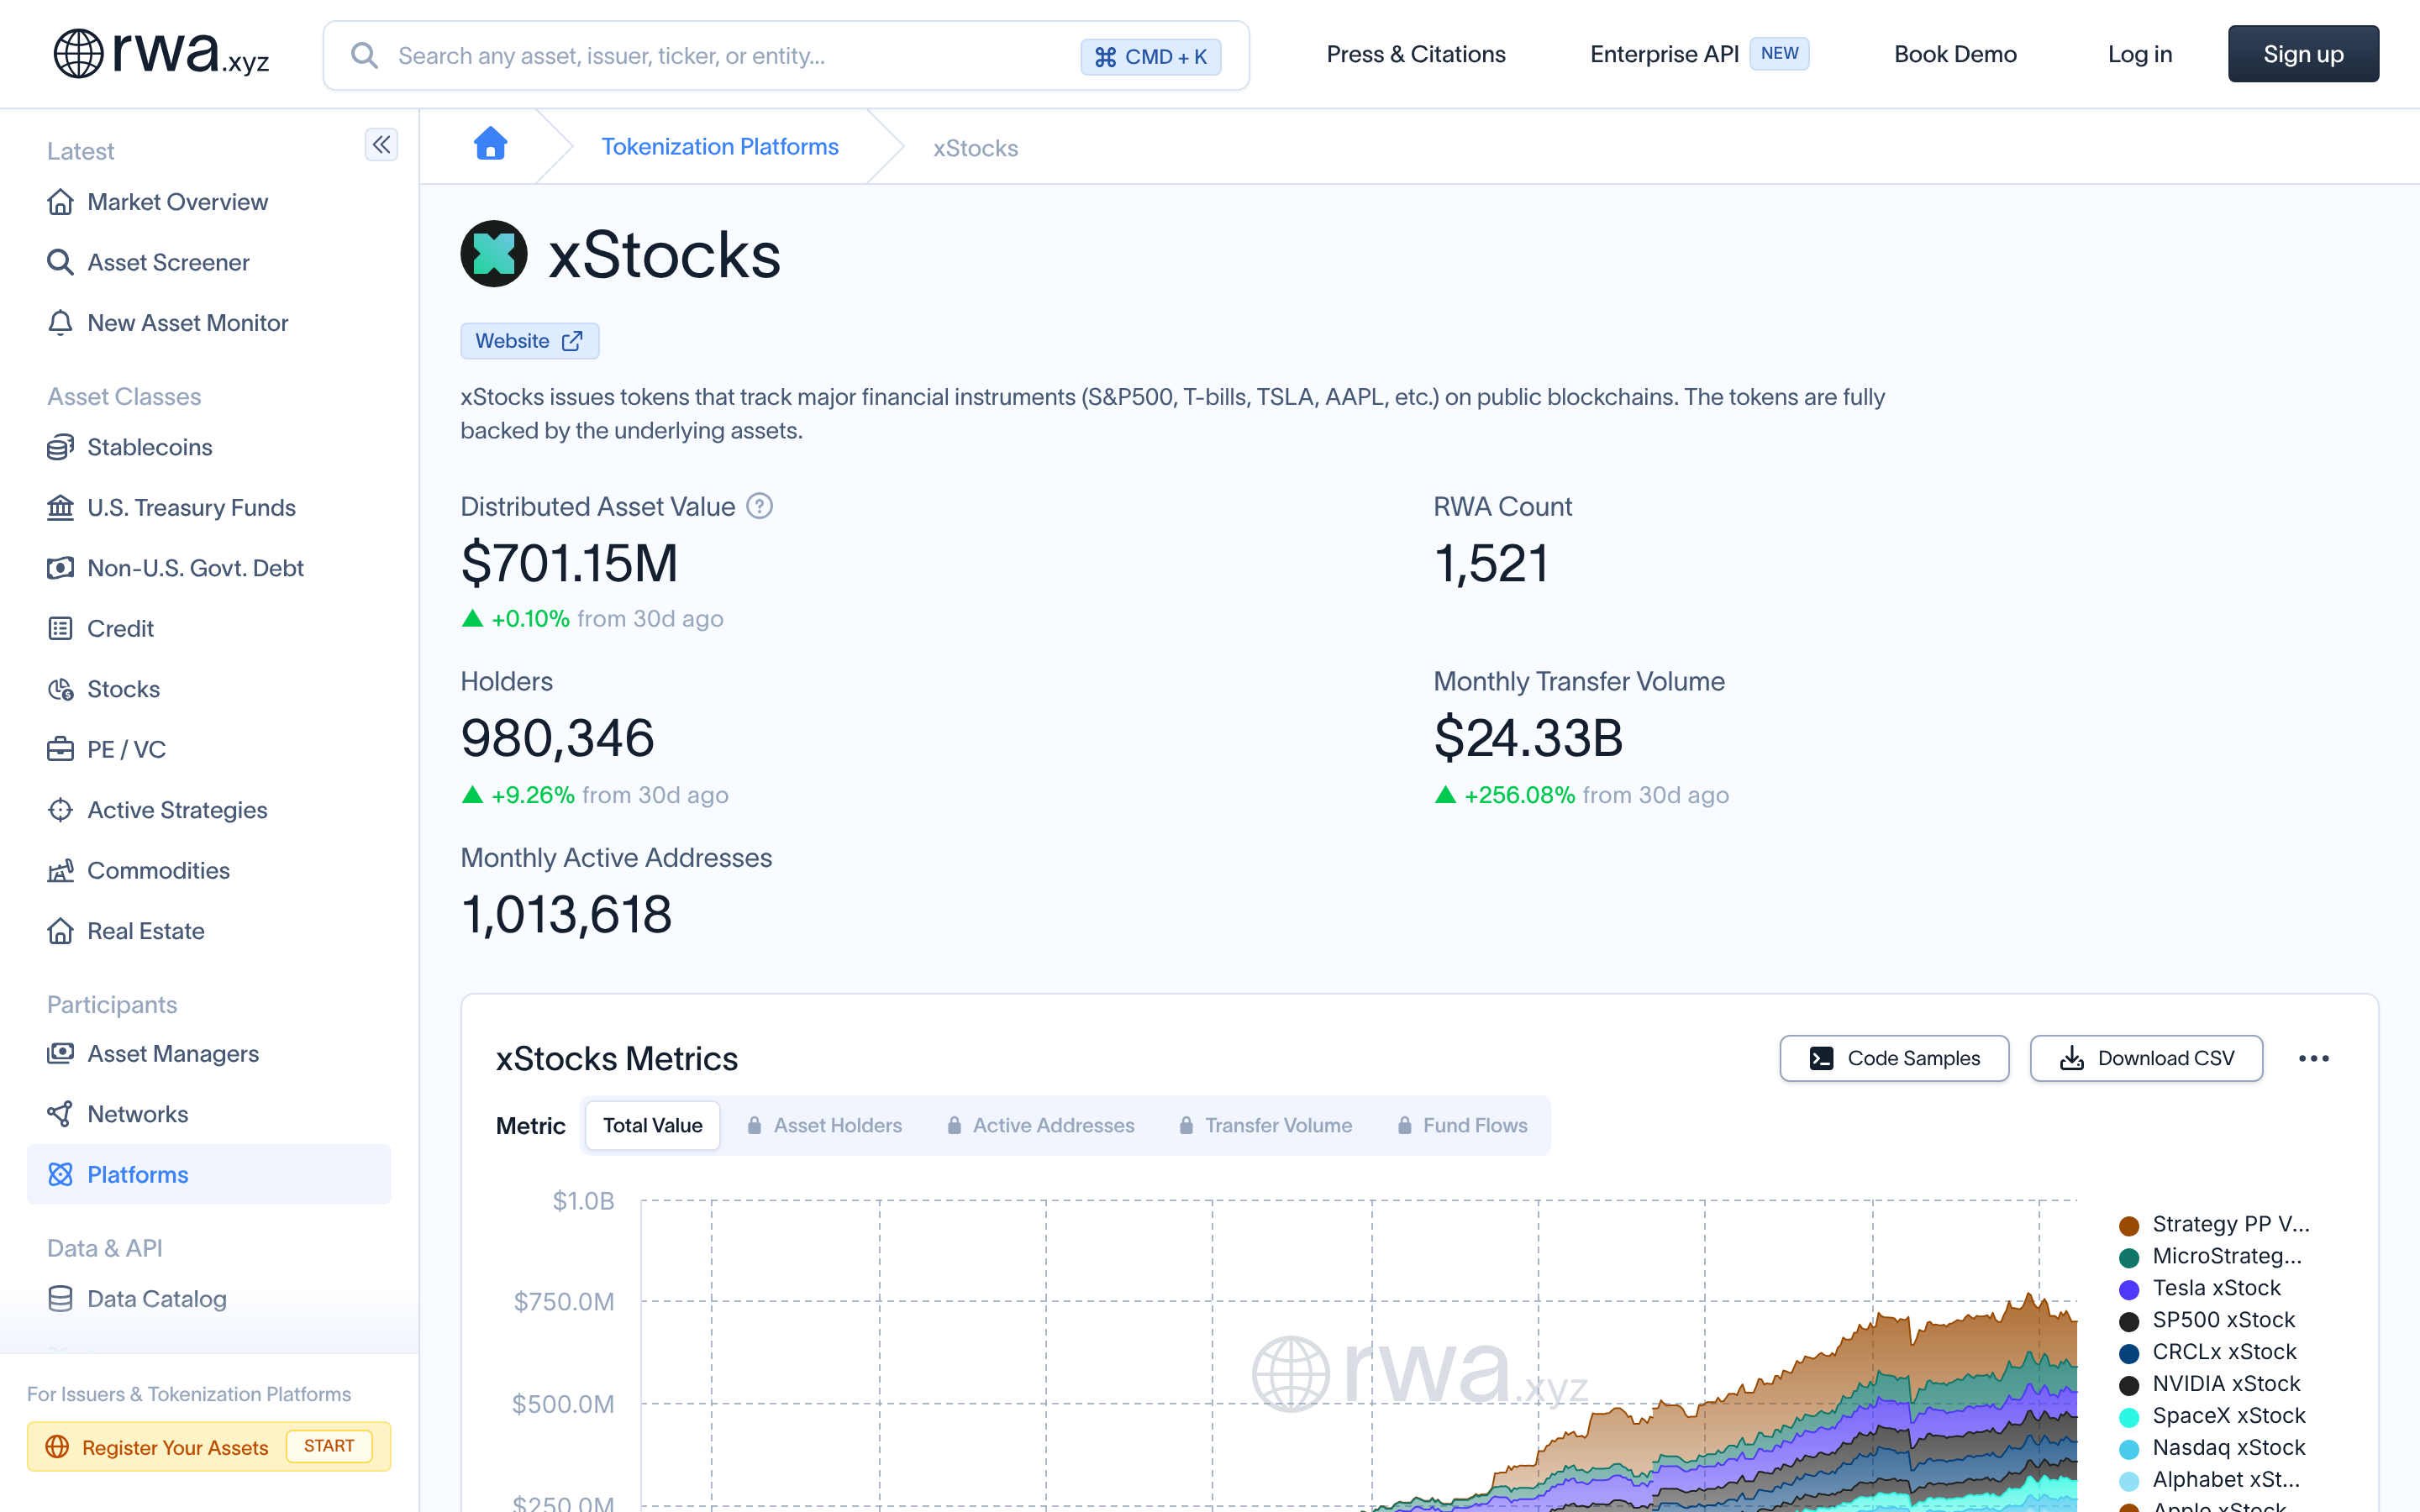 rwa.xyz
Search any asset, issuer, ticker, or entity...
⌘ CMD + K
Press & Citations
Enterprise API NEW
Book Demo
Log in
Sign up
Latest
Market Overview
Asset Screener
New Asset Monitor
Asset Classes
Stablecoins
U.S. Treasury Funds
Non-U.S. Govt. Debt
Credit
Stocks
PE / VC
Active Strategies
Commodities
Real Estate
Participants
Asset Managers
Networks
Platforms
Data & API
Data Catalog
For Issuers & Tokenization Platforms
Register Your Assets START
Tokenization Platforms
xStocks
xStocks
Website
xStocks issues tokens that track major financial instruments (S&P500, T-bills, TSLA, AAPL, etc.) on public blockchains. The tokens are fully
backed by the underlying assets.
Distributed Asset Value ?
$701.15M
+0.10% from 30d ago
RWA Count
1,521
Holders
980,346
+9.26% from 30d ago
Monthly Transfer Volume
$24.33B
+256.08% from 30d ago
Monthly Active Addresses
1,013,618
xStocks Metrics
Code Samples
Download CSV
Metric
Total Value
Asset Holders
Active Addresses
Transfer Volume
Fund Flows
$1.0B
$750.0M
$500.0M
$250.0M
rwa.xyz
Strategy PP V...
MicroStrateg...
Tesla xStock
SP500 xStock
CRCLx xStock
NVIDIA xStock
SpaceX xStock
Nasdaq xStock
Alphabet xSt...
Apple xStock